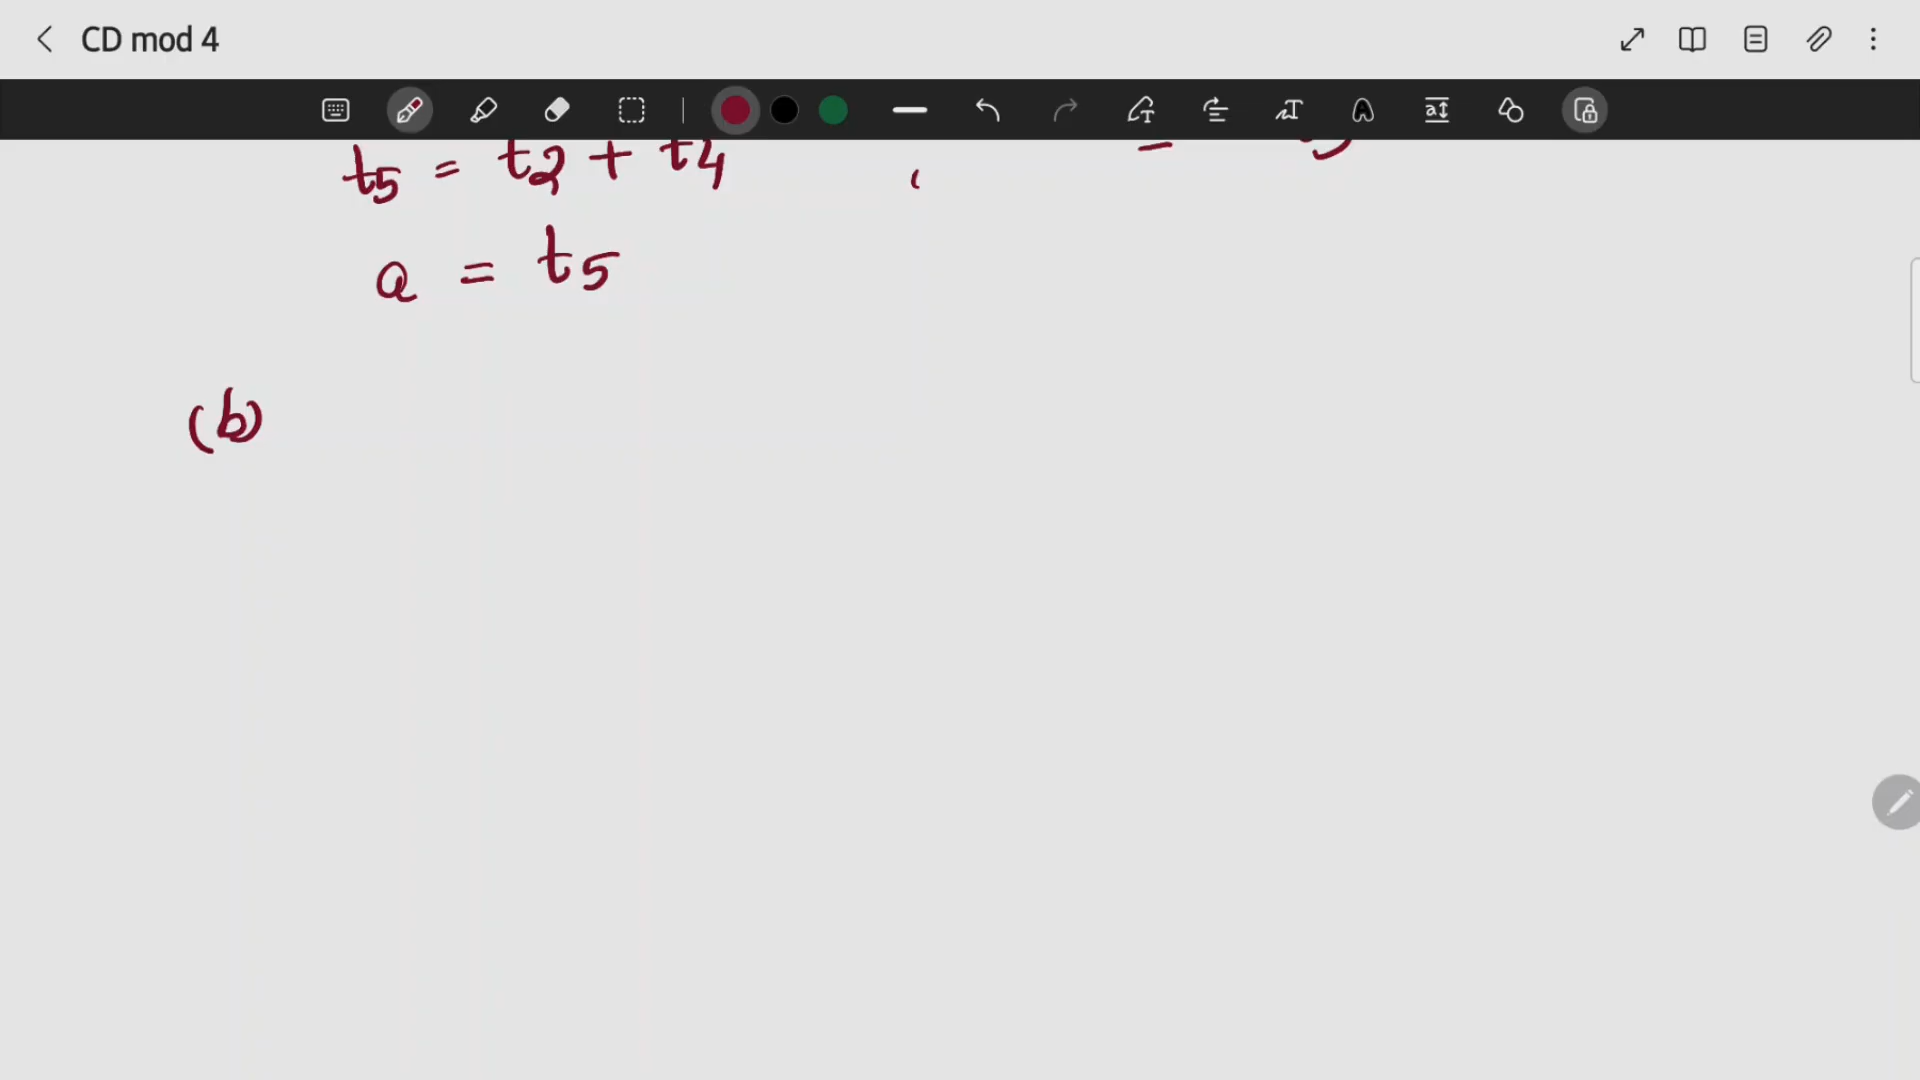 CD mod 4
t5 = t2 + t4
a = t5
(b)